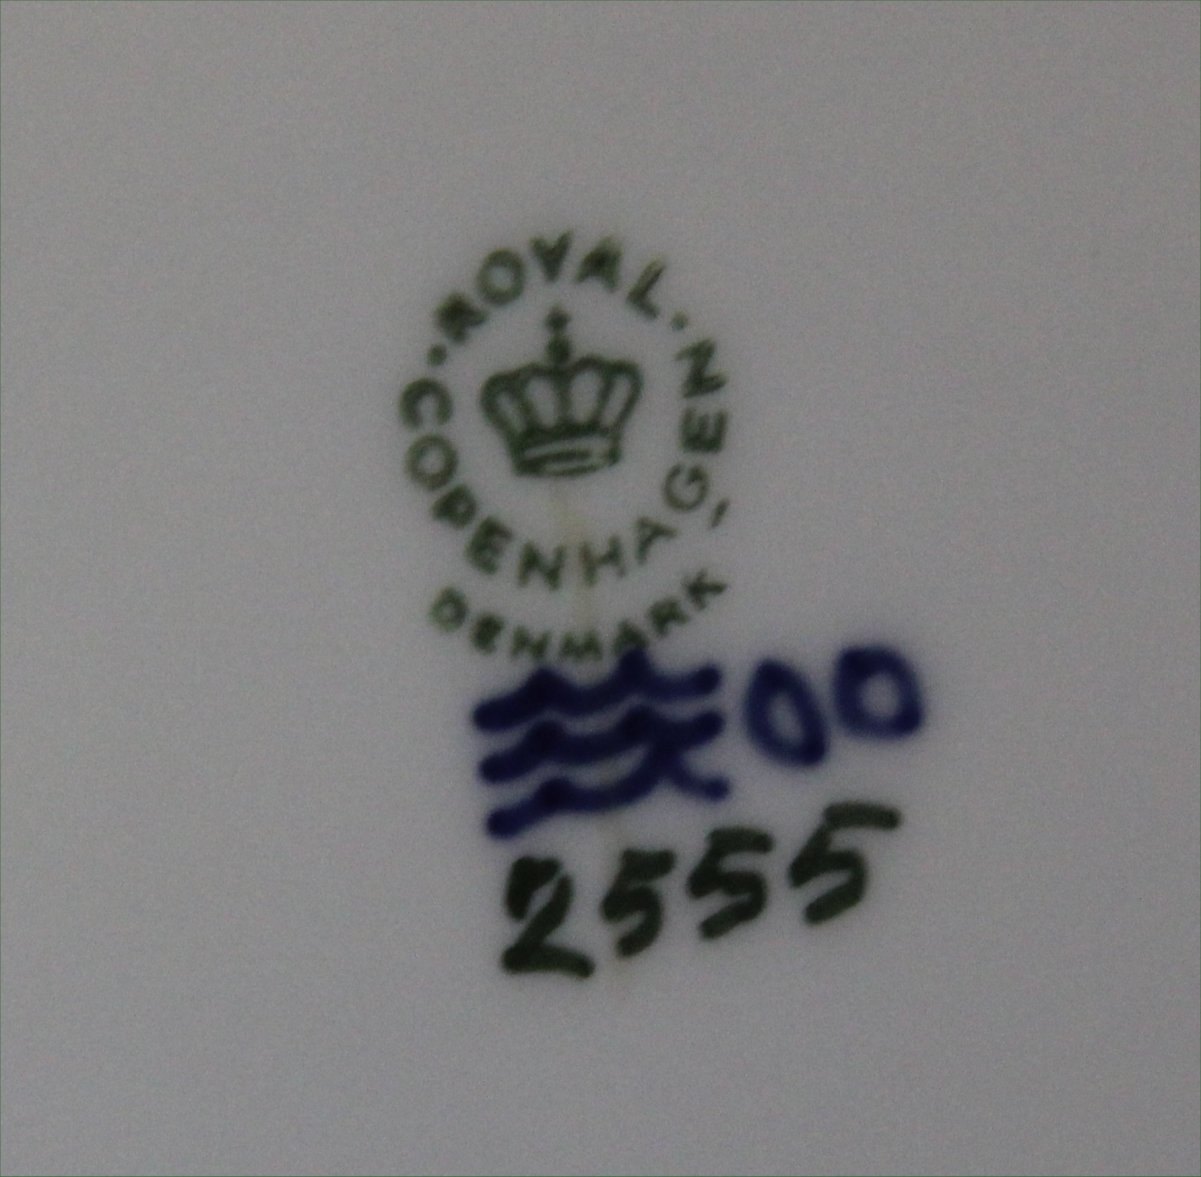 ROYAL
COPENHAGEN
DENMARK
00
2555